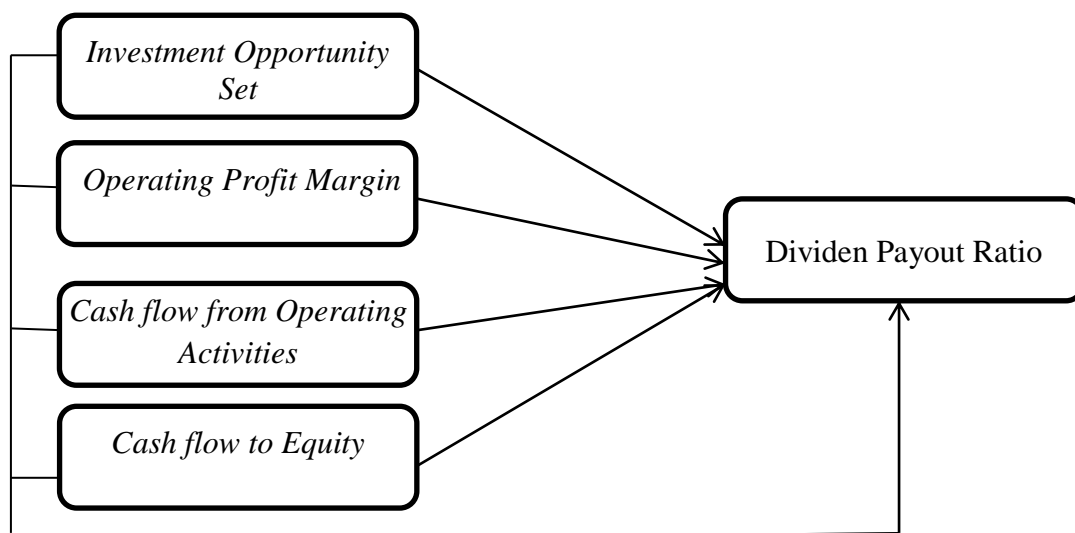 Investment Opportunity
Set
Operating Profit Margin
Dividen Payout Ratio
Cash flow from Operating
Activities
Cash flow to Equity